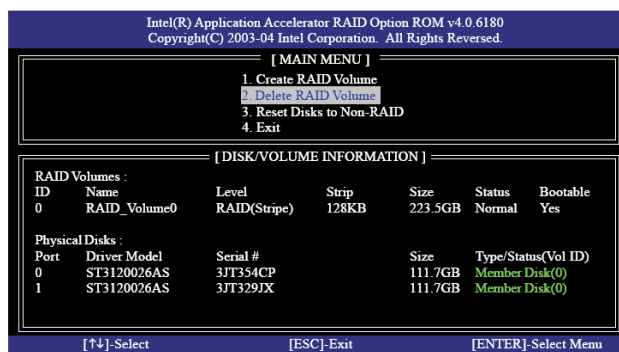 Intel(R) Application Accelerator RAID Option ROM v4.0.6180
Copyright(C) 2003-04 Intel Corporation. All Rights Reversed.
[ MAIN MENU ]
1. Create RAID Volume
2. Delete RAID Volume
3. Reset Disks to Non-RAID
4. Exit
[ DISK/VOLUME INFORMATION ]
RAID Volumes :
ID Name Level Strip Size Status Bootable
0 RAID_Volume0 RAID(Stripe) 128KB 223.5GB Normal Yes
Physical Disks :
Port Driver Model Serial # Size Type/Status(Vol ID)
0 ST3120026AS 3JT354CP 111.7GB Member Disk(0)
1 ST3120026AS 3JT329JX 111.7GB Member Disk(0)
[↑↓]-Select [ESC]-Exit [ENTER]-Select Menu